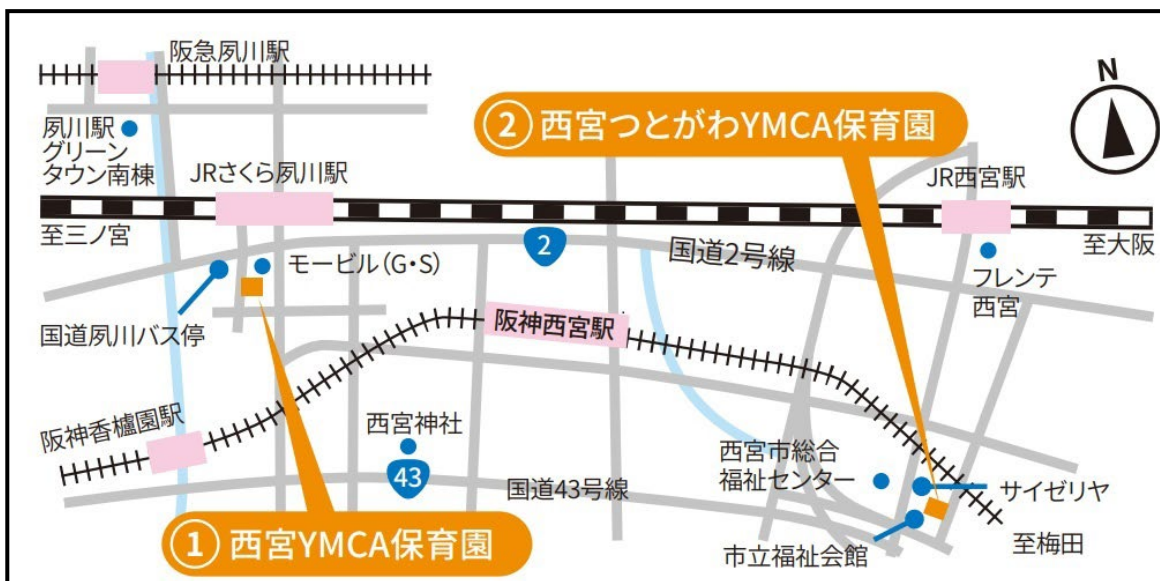 阪急夙川駅
N
② 西宮つとがわYMCA保育園
夙川駅
グリーン
タウン南棟
JRさくら夙川駅
JR西宮駅
至三ノ宮
2
国道2号線
至大阪
モービル(G・S)
フレンテ
西宮
国道夙川バス停
阪神西宮駅
阪神香櫨園駅
西宮神社
43
国道43号線
西宮市総合
福祉センター
サイゼリヤ
① 西宮YMCA保育園
市立福祉会館
至梅田